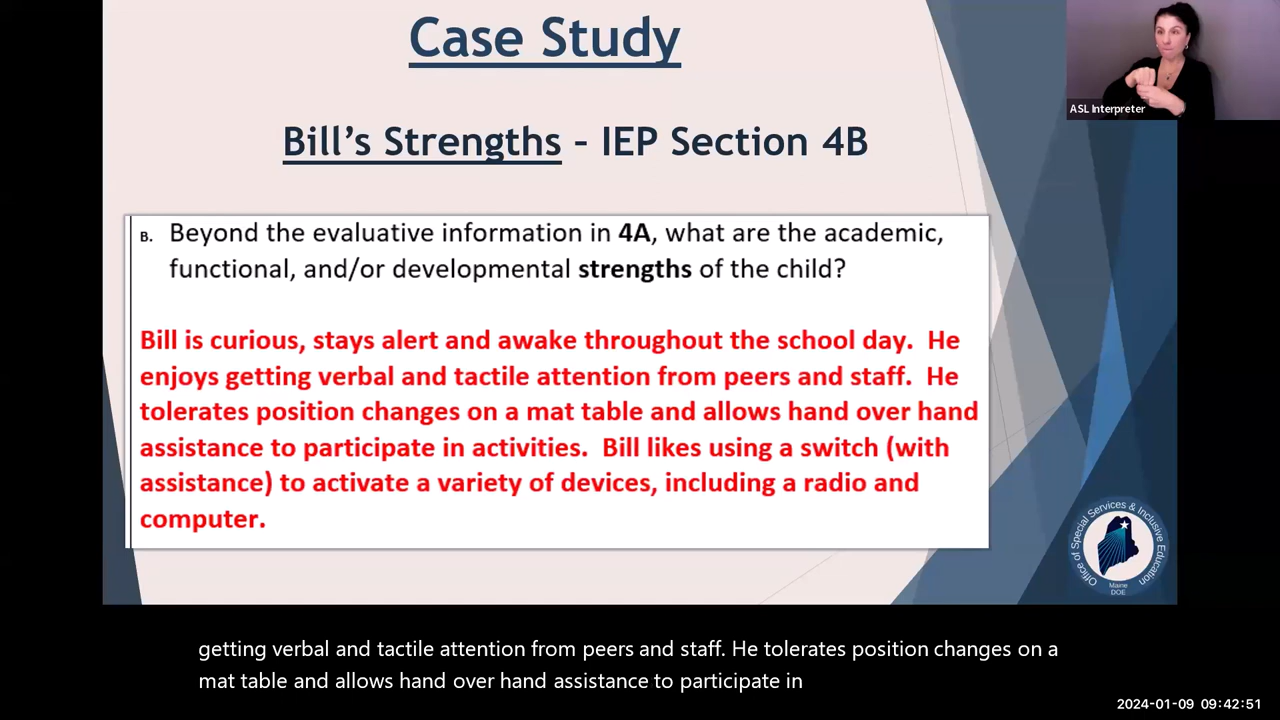 Case Study
Bill’s Strengths - IEP Section 4B
B. Beyond the evaluative information in 4A, what are the academic,
functional, and/or developmental strengths of the child?
Bill is curious, stays alert and awake throughout the school day.  He
enjoys getting verbal and tactile attention from peers and staff.  He
tolerates position changes on a mat table and allows hand over hand
assistance to participate in activities.  Bill likes using a switch (with
assistance) to activate a variety of devices, including a radio and
computer.
ASL Interpreter
Office of Special Services & Inclusive Education
Maine
DOE
getting verbal and tactile attention from peers and staff. He tolerates position changes on a
mat table and allows hand over hand assistance to participate in
2024-01-09 09:42:51